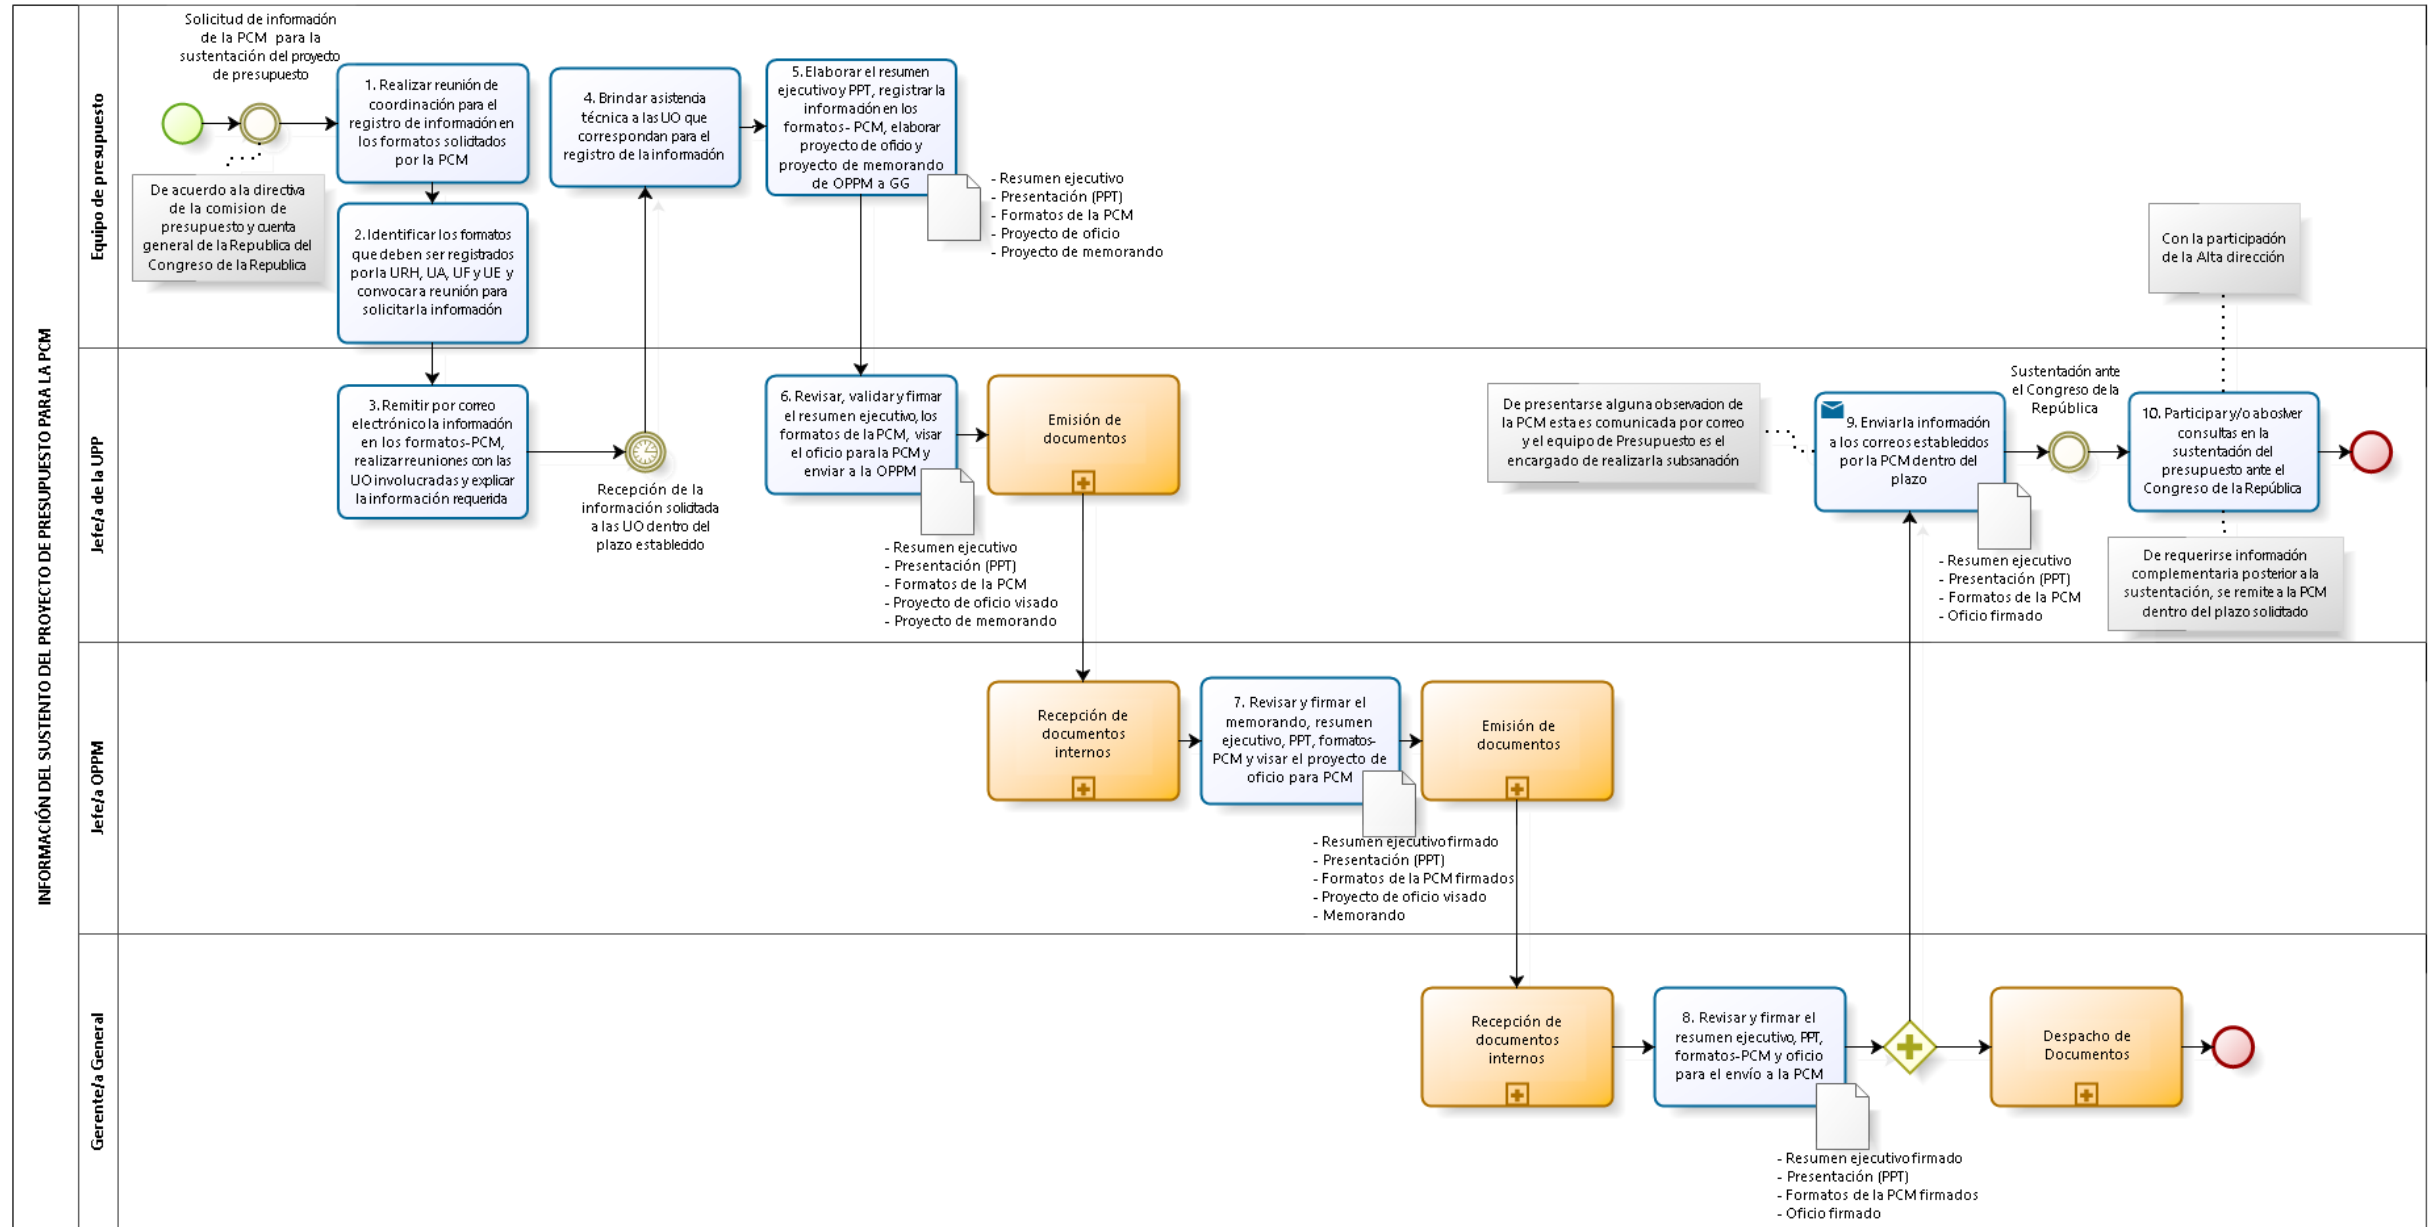 INFORMACIÓN DEL SUSTENTO DEL PROYECTO DE PRESUPUESTO PARA LA PCM
Equipo de presupuesto
Solicitud de información
de la PCM para la
sustentación del proyecto
de presupuesto
De acuerdo a la directiva
de la comision de
presupuesto y cuenta
general de la Republica del
Congreso de la Republica
1. Realizar reunión de
coordinación para el
registro de información en
los formatos solicitados
por la PCM
2. Identificar los formatos
que deben ser registrados
por la URH, UA, UF y UE y
convocar a reunión para
solicitar la información
4. Brindar asistencia
técnica a las UO que
correspondan para el
registro de la información
5. Elaborar el resumen
ejecutivo y PPT, registrar la
información en los
formatos- PCM, elaborar
proyecto de oficio y
proyecto de memorando
de OPPM a GG
- Resumen ejecutivo
- Presentación (PPT)
- Formatos de la PCM
- Proyecto de oficio
- Proyecto de memorando
Con la participación
de la Alta dirección
Jefe/a de la UPP
3. Remitir por correo
electrónico la información
en los formatos-PCM,
realizar reuniones con las
UO involucradas y explicar
la información requerida
Recepción de la
información solicitada
a las UO dentro del
plazo establecido
6. Revisar, validar y firmar
el resumen ejecutivo, los
formatos de la PCM, visar
el oficio para la PCM y
enviar a la OPPM
- Resumen ejecutivo
- Presentación (PPT)
- Formatos de la PCM
- Proyecto de oficio visado
- Proyecto de memorando
Emisión de
documentos
De presentarse alguna observacion de
la PCM esta es comunicada por correo
y el equipo de Presupuesto es el
encargado de realizar la subsanación
9. Enviar la información
a los correos establecidos
por la PCM dentro del
plazo
- Resumen ejecutivo
- Presentación (PPT)
- Formatos de la PCM
- Oficio firmado
Sustentación ante
el Congreso de la
República
10. Participar y/o aboslver
consultas en la
sustentación del
presupuesto ante el
Congreso de la República
De requerirse información
complementaria posterior a la
sustentación, se remite a la PCM
dentro del plazo solicitado
Jefe/a OPPM
Recepción de
documentos
internos
7. Revisar y firmar el
memorando, resumen
ejecutivo, PPT, formatos-
PCM y visar el proyecto de
oficio para PCM
- Resumen ejecutivo firmado
- Presentación (PPT)
- Formatos de la PCM firmados
- Proyecto de oficio visado
- Memorando
Emisión de
documentos
Gerente/a General
Recepción de
documentos
internos
8. Revisar y firmar el
resumen ejecutivo, PPT,
formatos-PCM y oficio
para el envío a la PCM
- Resumen ejecutivo firmado
- Presentación (PPT)
- Formatos de la PCM firmados
- Oficio firmado
Despacho de
Documentos